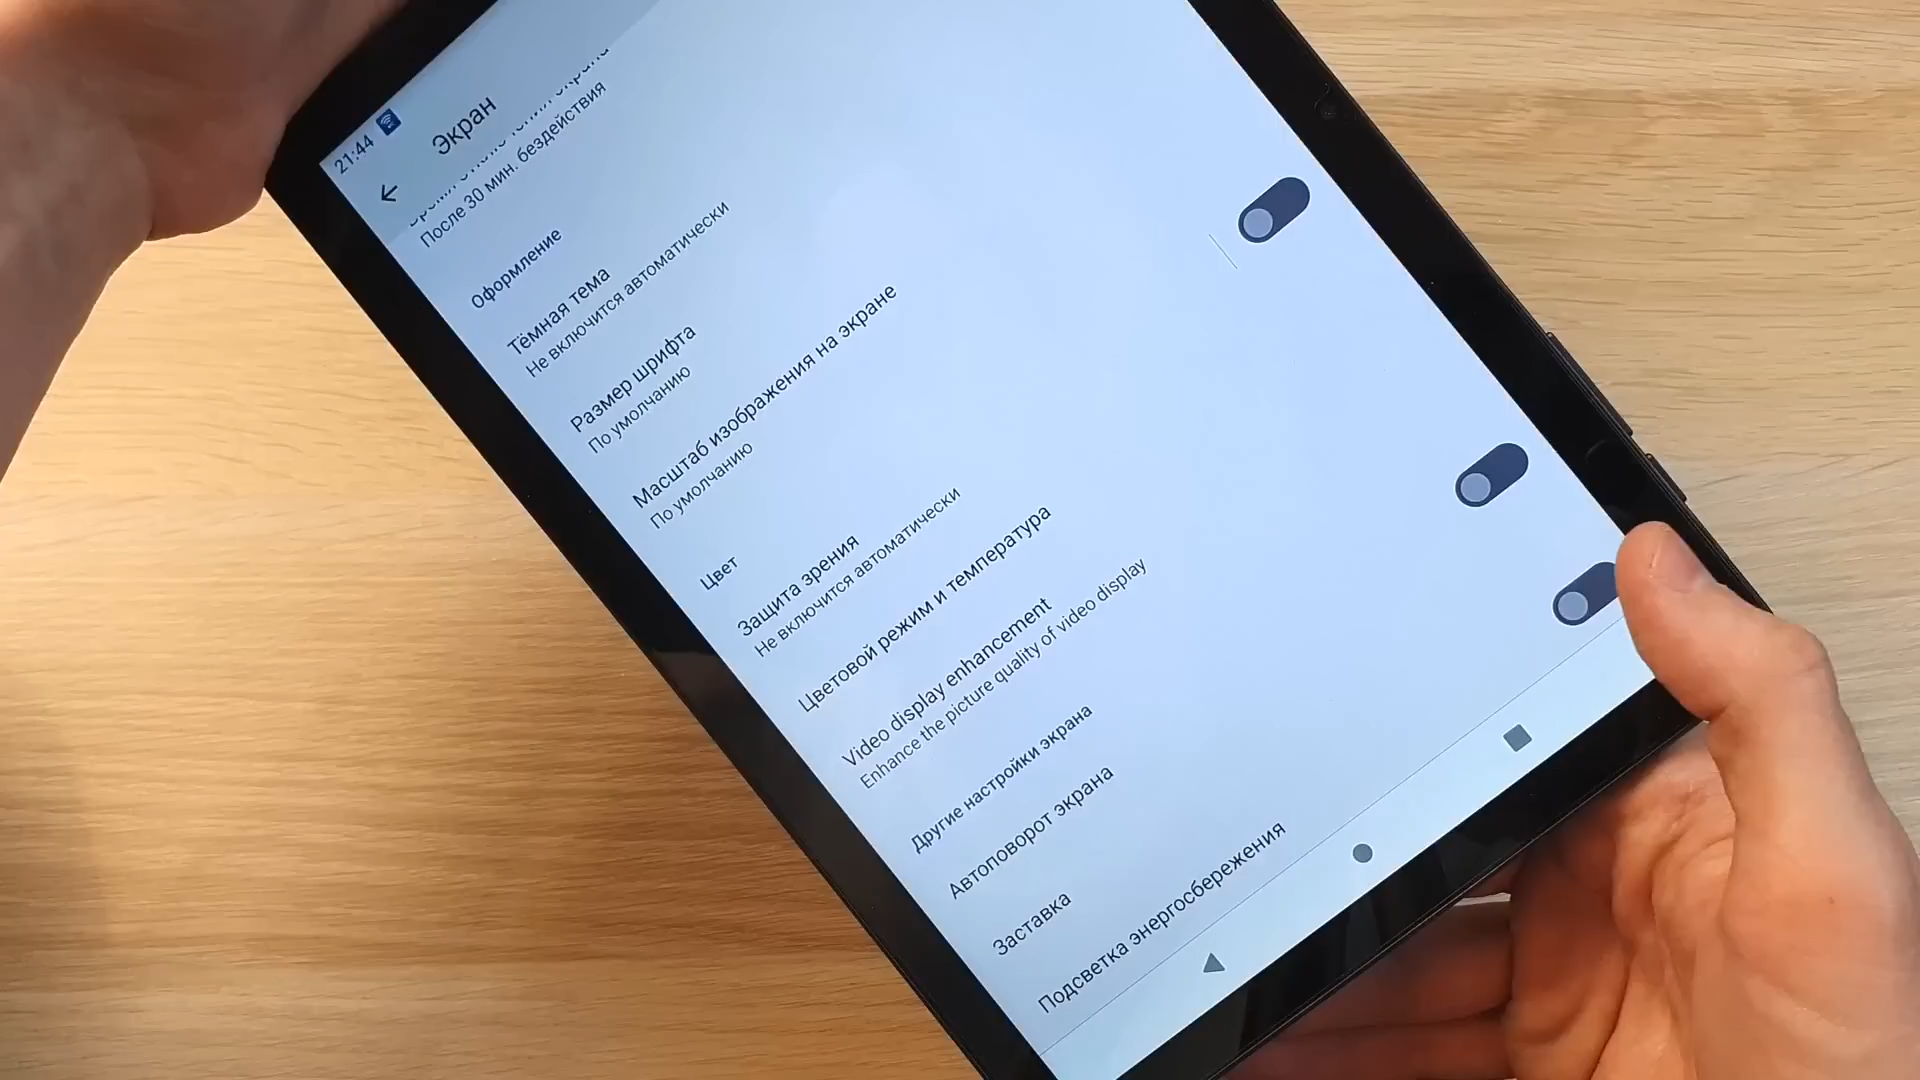 21:44
Экран
После 30 мин. бездействия
Оформление
Тёмная тема
Не включится автоматически
Размер шрифта
По умолчанию
Масштаб изображения на экране
По умолчанию
Цвет
Защита зрения
Не включится автоматически
Цветовой режим и температура
Video display enhancement
Enhance the picture quality of video display
Другие настройки экрана
Автоповорот экрана
Заставка
Подсветка энергосбережения